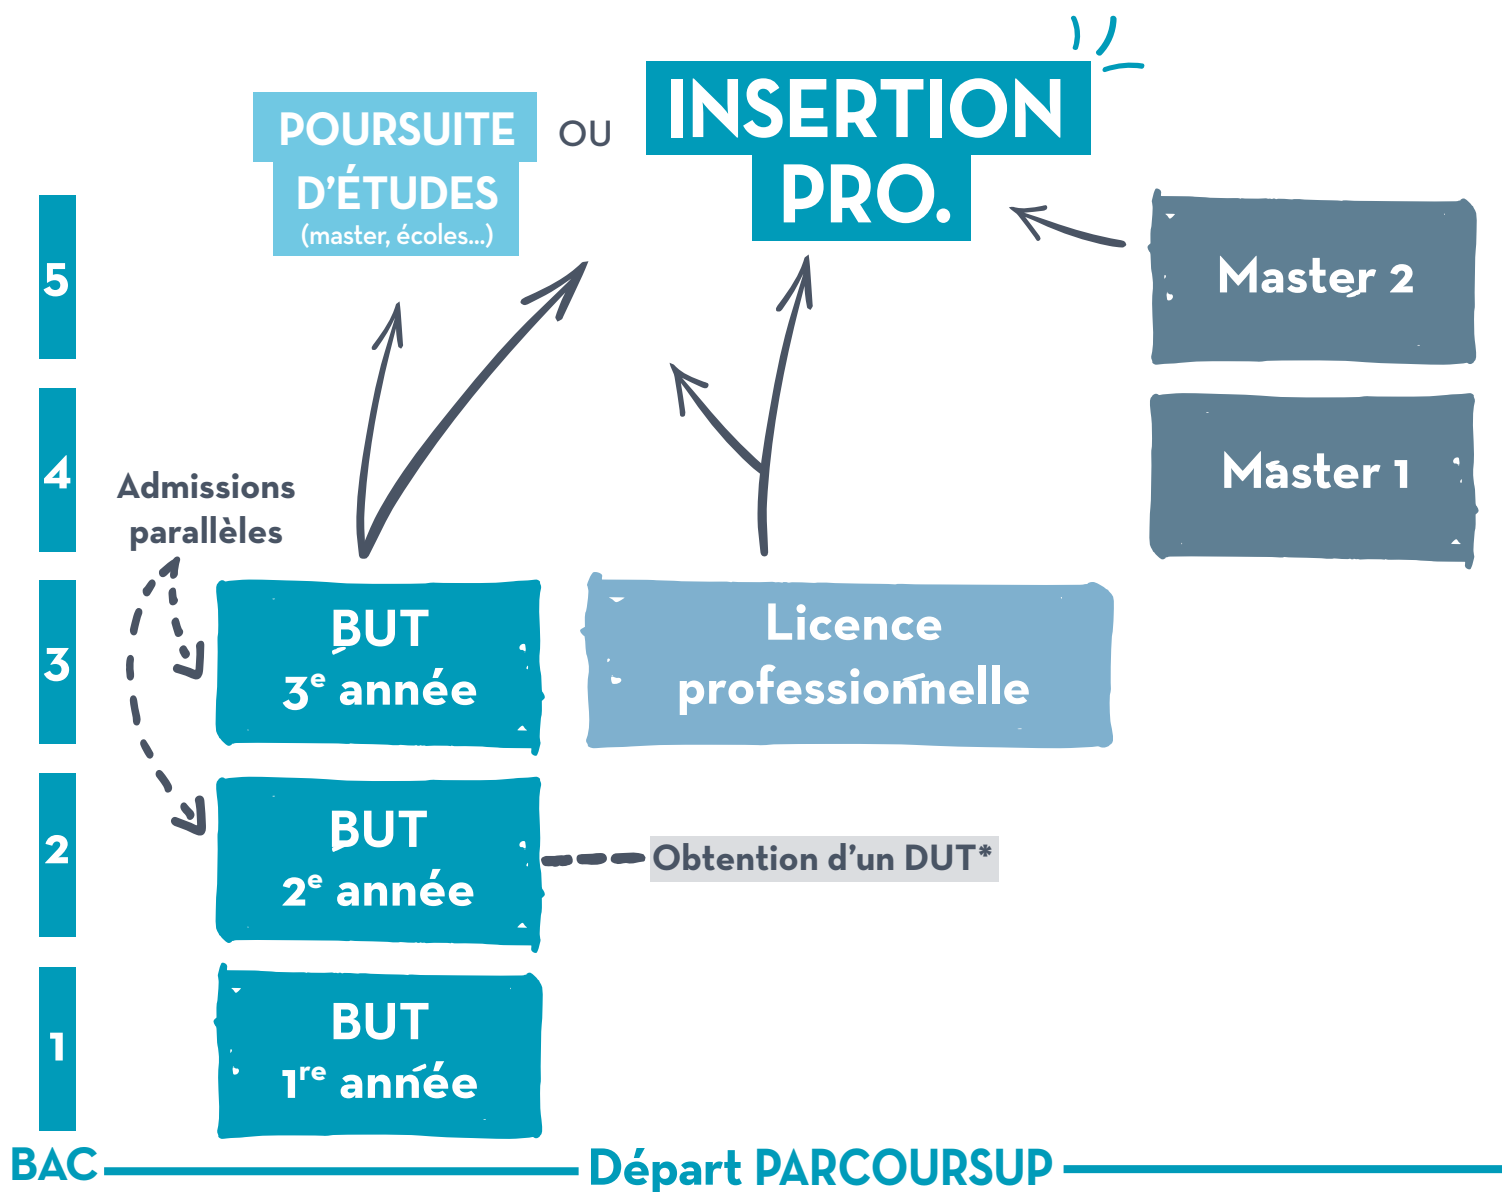 POURSUITE
D'ÉTUDES
(master, écoles...)
OU
INSERTION
PRO.
5
Master 2
4
Master 1
Admissions
parallèles
3
BUT
3e année
Licence
professionnelle
2
BUT
2e année
Obtention d'un DUT*
1
BUT
1re année
BAC
Départ PARCOURSUP